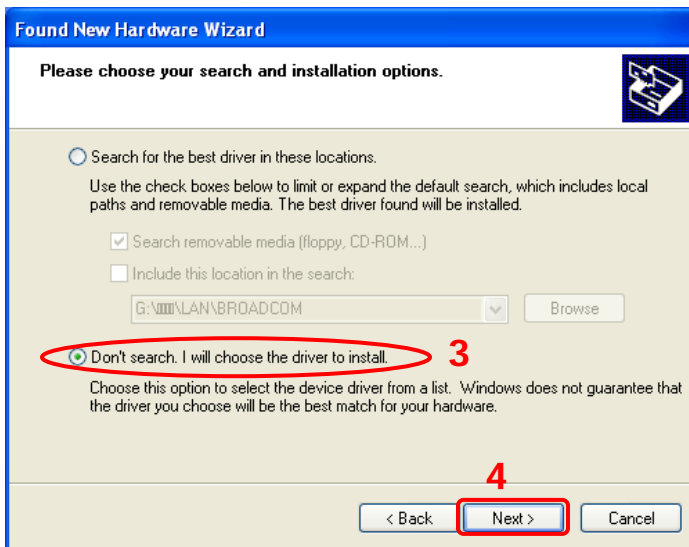 Found New Hardware Wizard
Please choose your search and installation options.
Search for the best driver in these locations.
Use the check boxes below to limit or expand the default search, which includes local
paths and removable media. The best driver found will be installed.
Search removable media (floppy, CD-ROM...)
Include this location in the search:
\LAN\BROADCOM
Browse
Don't search. I will choose the driver to install.
3
Choose this option to select the device driver from a list. Windows does not guarantee that
the driver you choose will be the best match for your hardware.
4
< Back
Next >
Cancel